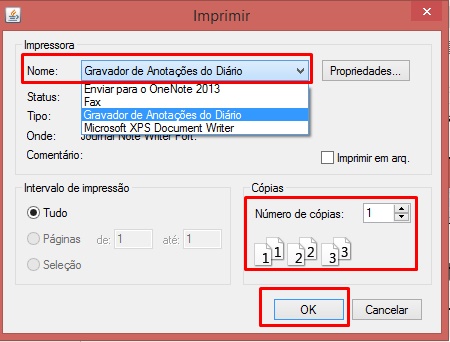 Imprimir
Impressora
Nome: Gravador de Anotações do Diário Propriedades...
Enviar para o OneNote 2013
Status: Fax
Tipo: Gravador de Anotações do Diário
Microsoft XPS Document Writer
Onde: Journal Note Writer Port:
Comentário: Imprimir em arq.
Intervalo de impressão Cópias
Tudo Número de cópias: 1
Páginas de: 1 até: 1
Seleção 1 1 2 2 3 3
OK Cancelar